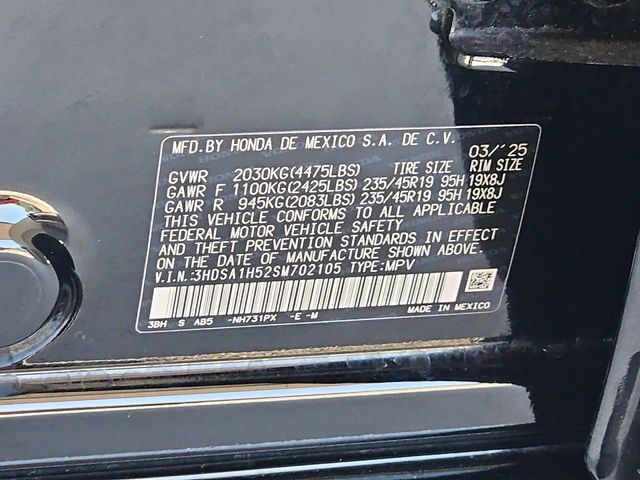 MFD.BY HONDA DE MEXICO S.A. DE C.V.
03/'25
GVWR 2030KG(4475LBS) TIRE SIZE RIM SIZE
GAWR F 1100KG(2425LBS) 235/45R19 95H 19X8J
GAWR R 945KG(2083LBS) 235/45R19 95H 19X8J
THIS VEHICLE CONFORMS TO ALL APPLICABLE
FEDERAL MOTOR VEHICLE SAFETY
AND THEFT PREVENTION STANDARDS IN EFFECT
ON THE DATE OF MANUFACTURE SHOWN ABOVE.
V.I.N.:3HDSA1H52SM702105 TYPE:MPV
3BH S AB5 -NH731PX -E -M MADE IN MEXICO